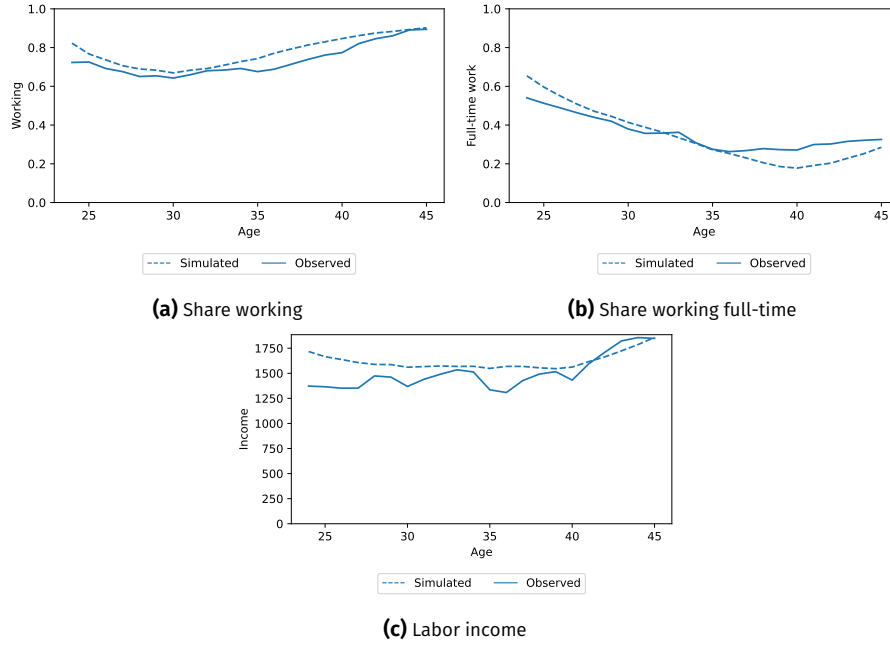 1.0
0.8
0.6
0.4
0.2
0.0
Working
25 30 35 40 45
Age
Simulated Observed
(a) Share working
1.0
0.8
0.6
0.4
0.2
0.0
Full-time work
25 30 35 40 45
Age
Simulated Observed
(b) Share working full-time
1750
1500
1250
1000
750
500
250
0
Income
25 30 35 40 45
Age
Simulated Observed
(c) Labor income